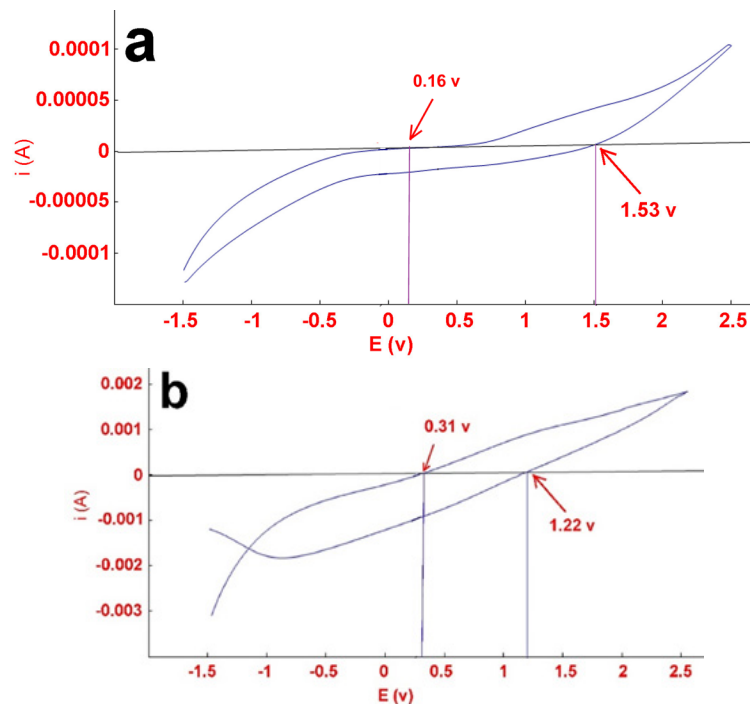 a
0.0001
0.00005
0
-0.00005
-0.0001
i (A)
0.16 v
1.53 v
-1.5 -1 -0.5 0 0.5 1 1.5 2 2.5
E (v)
b
0.002
0.001
0
-0.001
-0.002
-0.003
i (A)
0.31 v
1.22 v
-1.5 -1 -0.5 0 0.5 1 1.5 2 2.5
E (v)